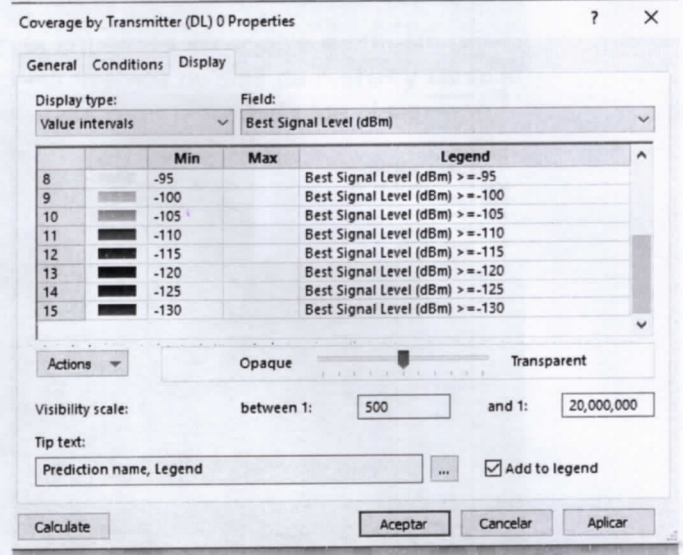 Coverage by Transmitter (DL) 0 Properties ? ✕
General Conditions Display
Display type: Field:
Value intervals Best Signal Level (dBm)
Min Max Legend
8 -95 Best Signal Level (dBm) >=-95
9 -100 Best Signal Level (dBm) >=-100
10 -105 Best Signal Level (dBm) >=-105
11 -110 Best Signal Level (dBm) >=-110
12 -115 Best Signal Level (dBm) >=-115
13 -120 Best Signal Level (dBm) >=-120
14 -125 Best Signal Level (dBm) >=-125
15 -130 Best Signal Level (dBm) >=-130
Actions Opaque Transparent
Visibility scale: between 1: 500 and 1: 20,000,000
Tip text:
Prediction name, Legend ... Add to legend
Calculate Aceptar Cancelar Aplicar